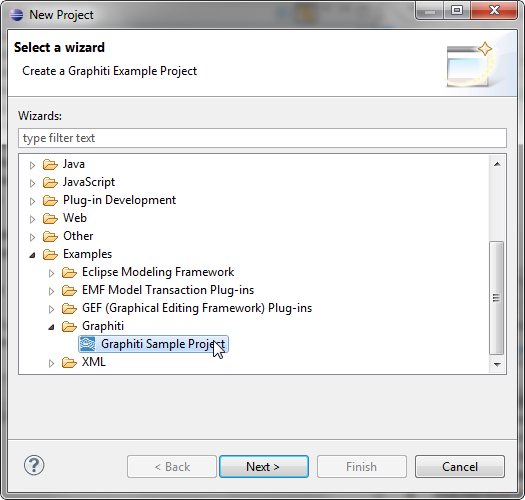 New Project
Select a wizard
Create a Graphiti Example Project
Wizards:
type filter text
Java
JavaScript
Plug-in Development
Web
Other
Examples
Eclipse Modeling Framework
EMF Model Transaction Plug-ins
GEF (Graphical Editing Framework) Plug-ins
Graphiti
Graphiti Sample Project
XML
? < Back Next > Finish Cancel